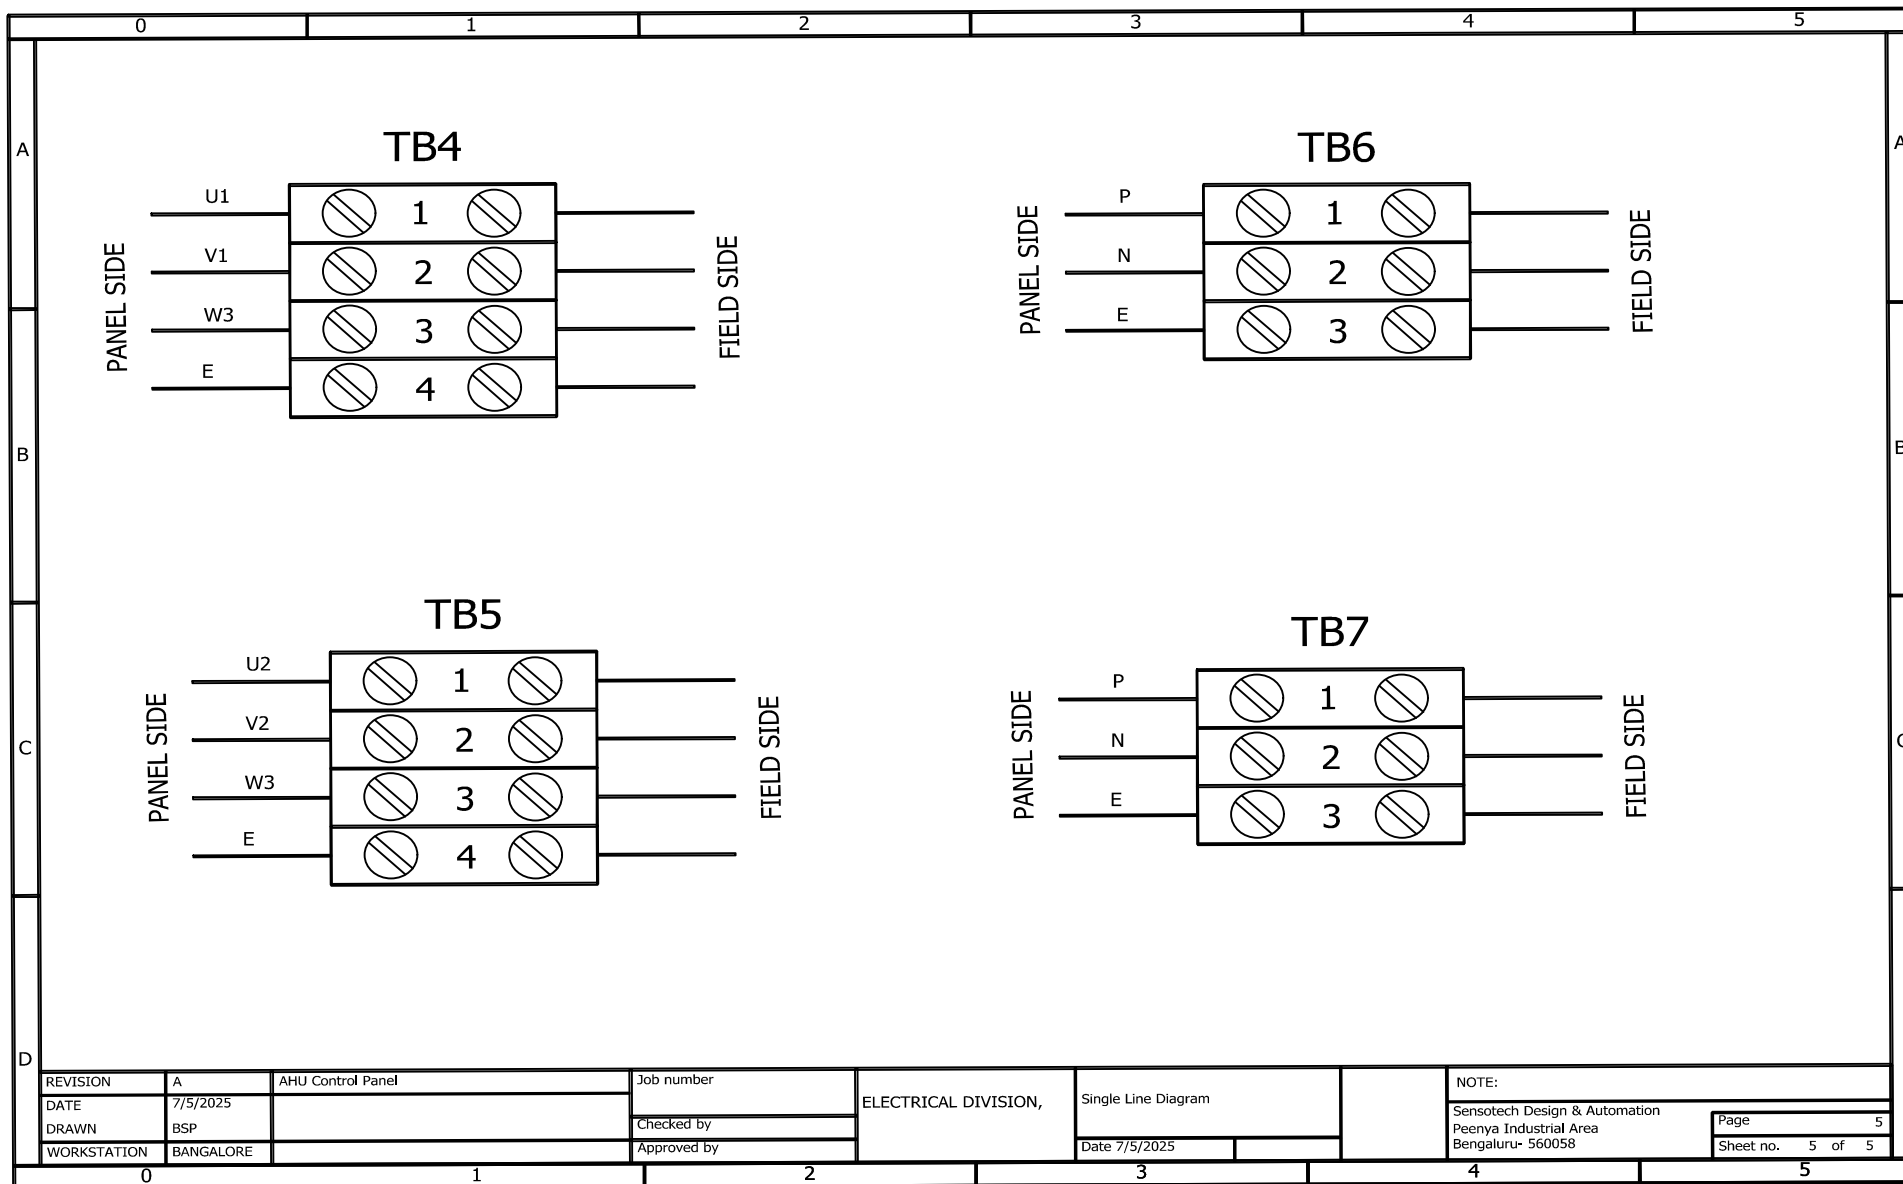 0 1 2 3 4 5
A
A
TB4
U1 1
V1 2
W3 3
E 4
PANEL SIDE
FIELD SIDE
TB6
P 1
N 2
E 3
PANEL SIDE
FIELD SIDE
B
B
TB5
U2 1
V2 2
W3 3
E 4
PANEL SIDE
FIELD SIDE
TB7
P 1
N 2
E 3
PANEL SIDE
FIELD SIDE
C
C
D
REVISION A AHU Control Panel
DATE 7/5/2025
DRAWN BSP
WORKSTATION BANGALORE
Job number
Checked by
Approved by
ELECTRICAL DIVISION,
Single Line Diagram
Date 7/5/2025
NOTE:
Sensotech Design & Automation
Peenya Industrial Area
Bengaluru- 560058
Page 5
Sheet no. 5 of 5
0 1 2 3 4 5